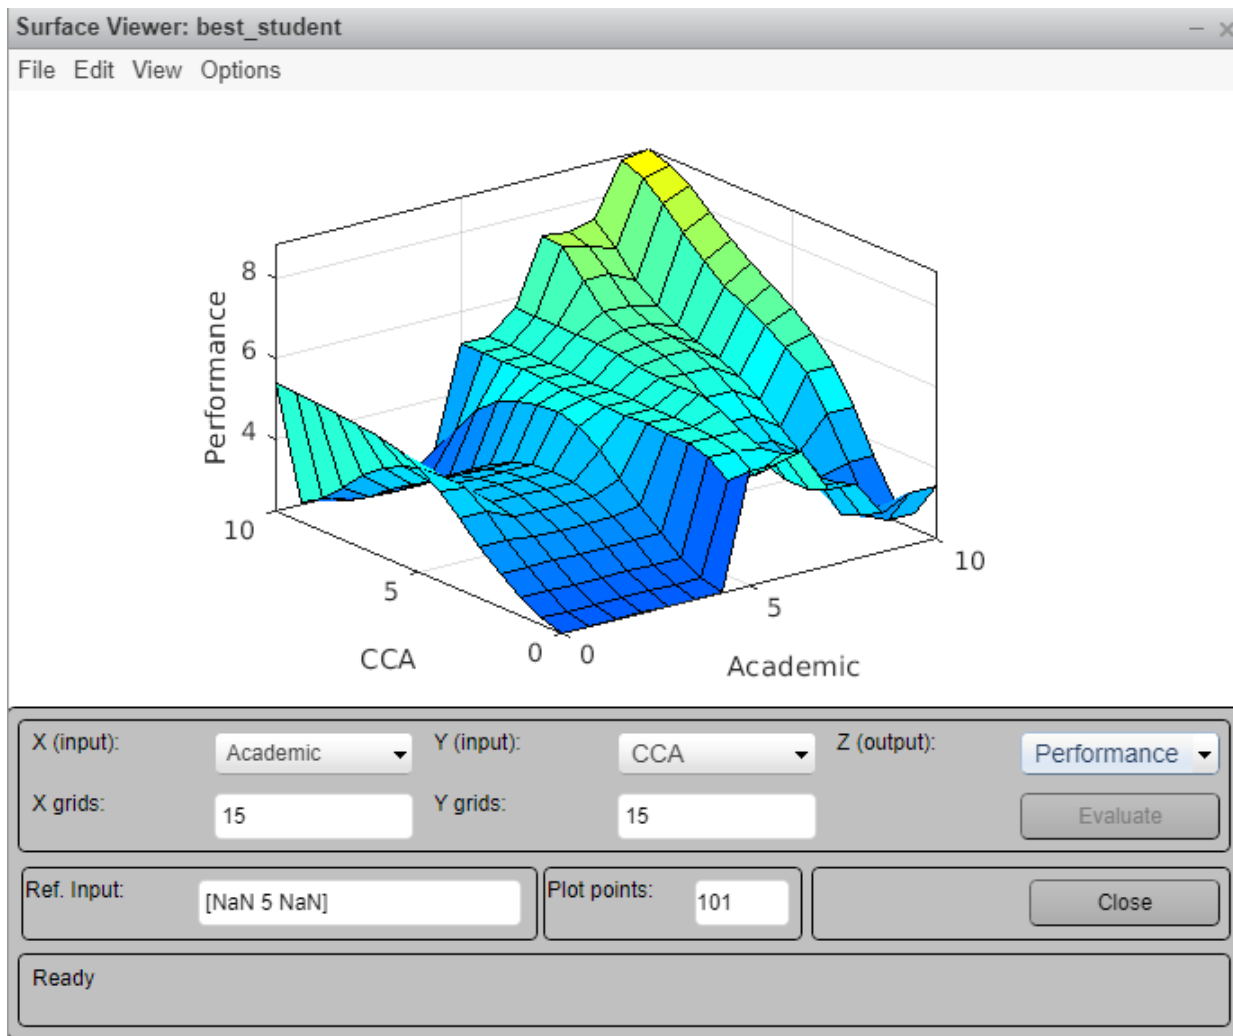 Surface Viewer: best_student
File Edit View Options
8
6
4
Performance
10
5
0
CCA
0
5
10
Academic
X (input): Academic Y (input): CCA Z (output): Performance
X grids: 15 Y grids: 15 Evaluate
Ref. Input: [NaN 5 NaN] Plot points: 101 Close
Ready